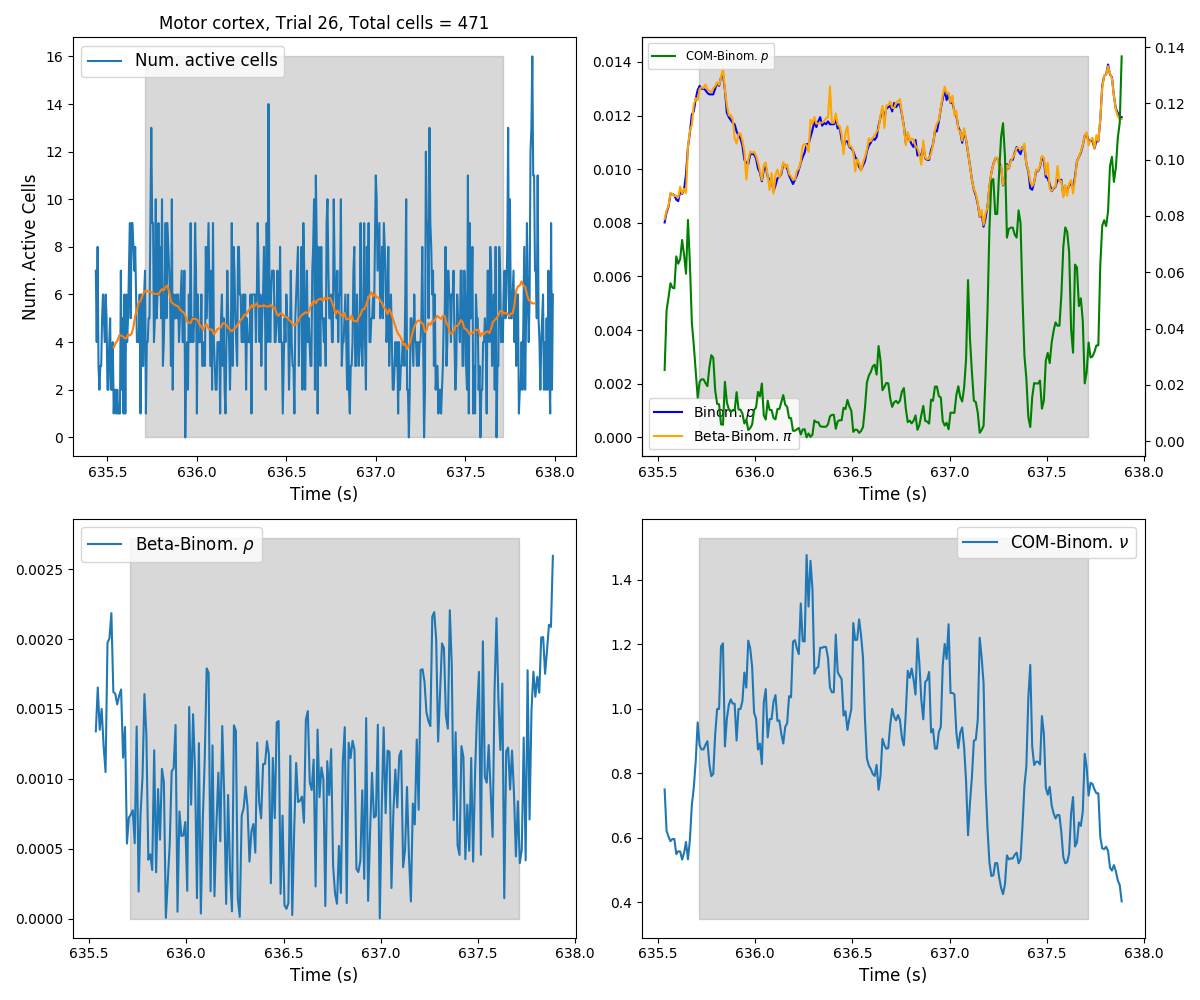 Motor cortex, Trial 26, Total cells = 471
Num. active cells
Num. Active Cells
16
14
12
10
8
6
4
2
0
635.5 636.0 636.5 637.0 637.5 638.0
Time (s)
COM-Binom. p
Binom. p
Beta-Binom. π
0.014
0.012
0.010
0.008
0.006
0.004
0.002
0.000
0.14
0.12
0.10
0.08
0.06
0.04
0.02
0.00
635.5 636.0 636.5 637.0 637.5 638.0
Time (s)
Beta-Binom. ρ
0.0025
0.0020
0.0015
0.0010
0.0005
0.0000
635.5 636.0 636.5 637.0 637.5 638.0
Time (s)
COM-Binom. ν
1.4
1.2
1.0
0.8
0.6
0.4
635.5 636.0 636.5 637.0 637.5 638.0
Time (s)